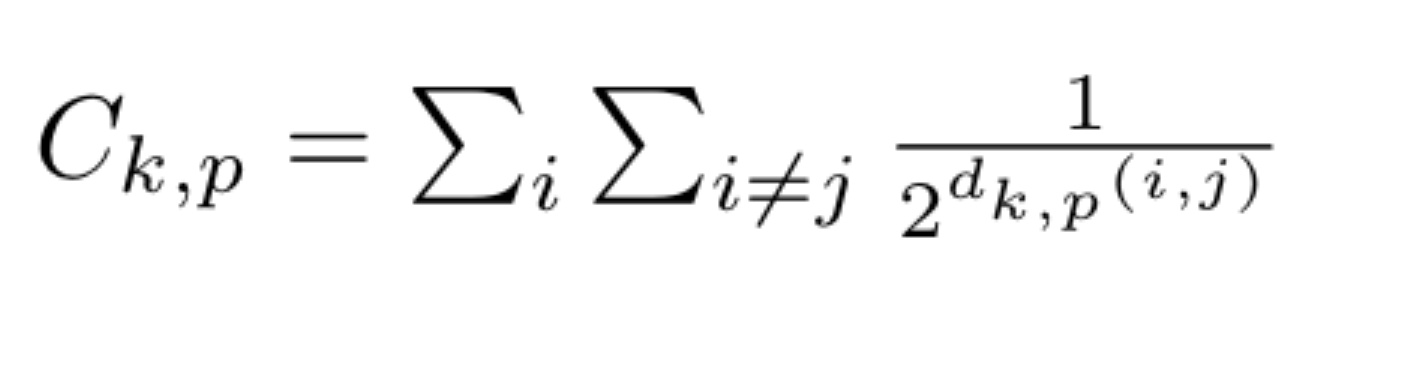 C_{k,p} = \sum_i \sum_{i \neq j} \frac{1}{2^{d_{k,p}(i,j)}}